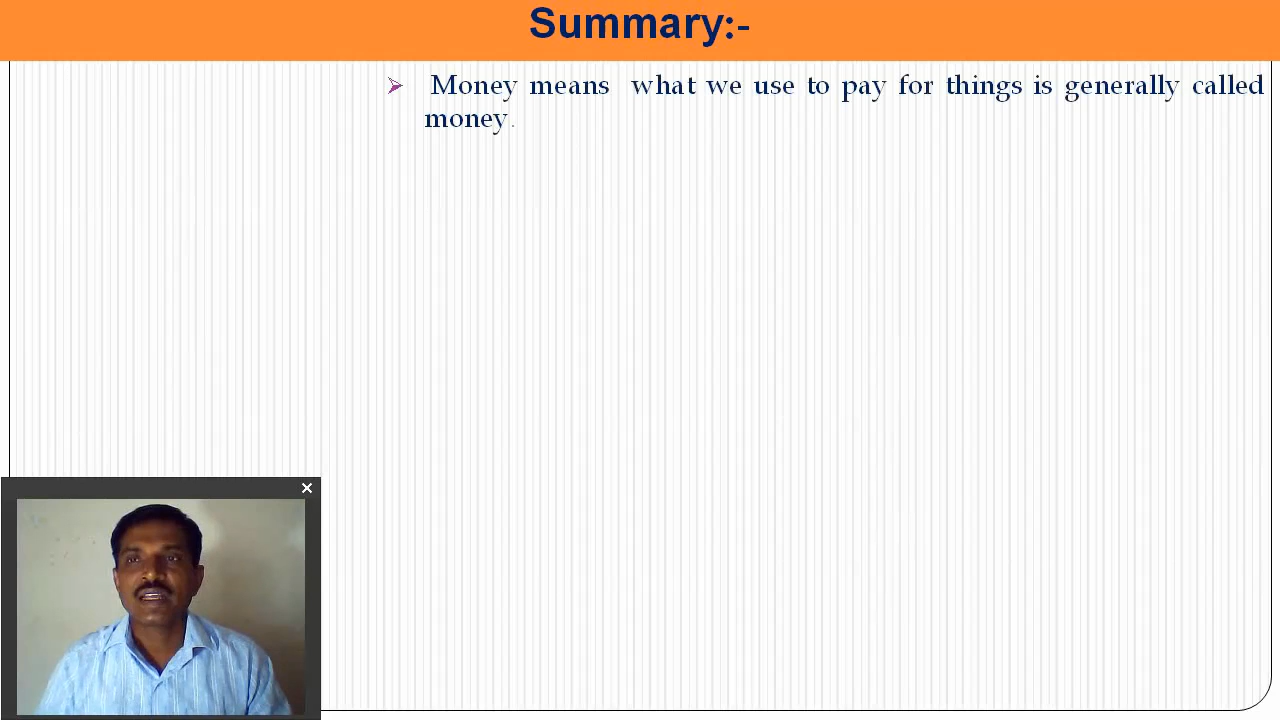 Summary:-
Money means what we use to pay for things is generally called
money.